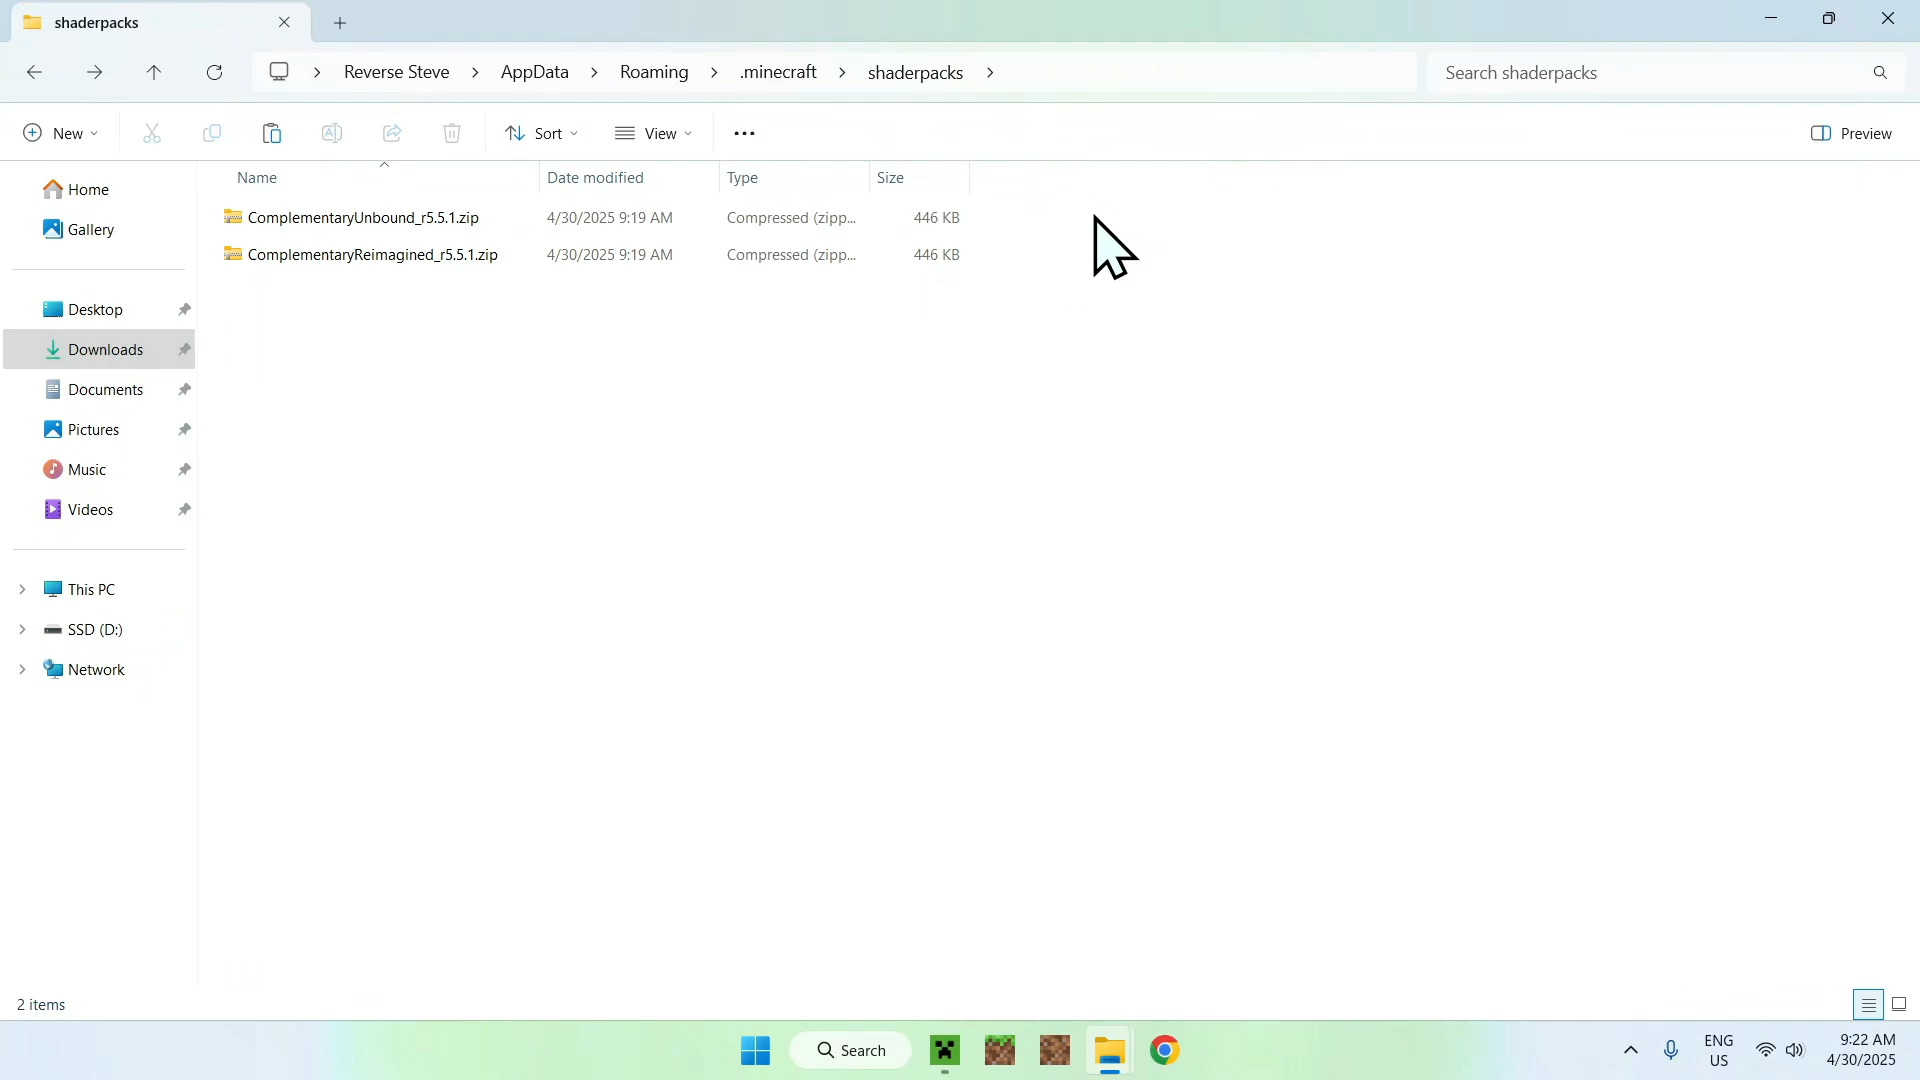 shaderpacks
Reverse Steve > AppData > Roaming > .minecraft > shaderpacks >
Search shaderpacks
New
Sort
View
Preview
Name Date modified Type Size
ComplementaryUnbound_r5.5.1.zip 4/30/2025 9:19 AM Compressed (zipp... 446 KB
ComplementaryReimagined_r5.5.1.zip 4/30/2025 9:19 AM Compressed (zipp... 446 KB
Home
Gallery
Desktop
Downloads
Documents
Pictures
Music
Videos
This PC
SSD (D:)
Network
2 items
Search
ENG
US
9:22 AM
4/30/2025